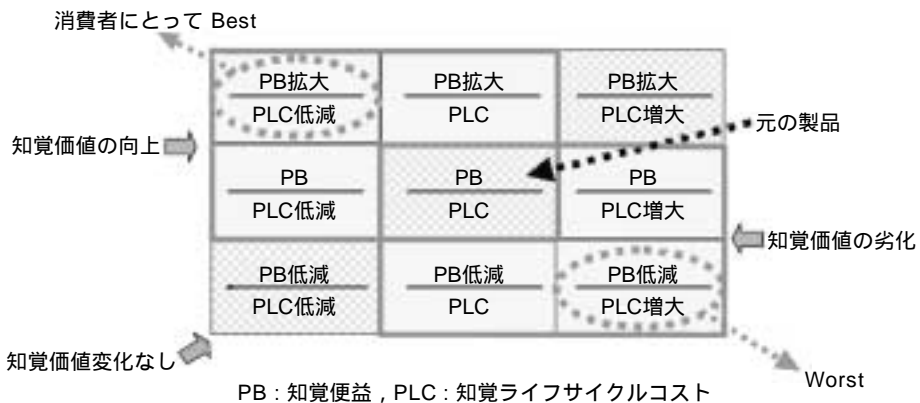 消費者にとって Best
PB拡大 PB拡大 PB拡大
PLC低減 PLC PLC増大
元の製品
知覚価値の向上
PB PB PB
PLC低減 PLC PLC増大
知覚価値の劣化
PB低減 PB低減 PB低減
PLC低減 PLC PLC増大
知覚価値変化なし
Worst
PB:知覚便益,PLC:知覚ライフサイクルコスト